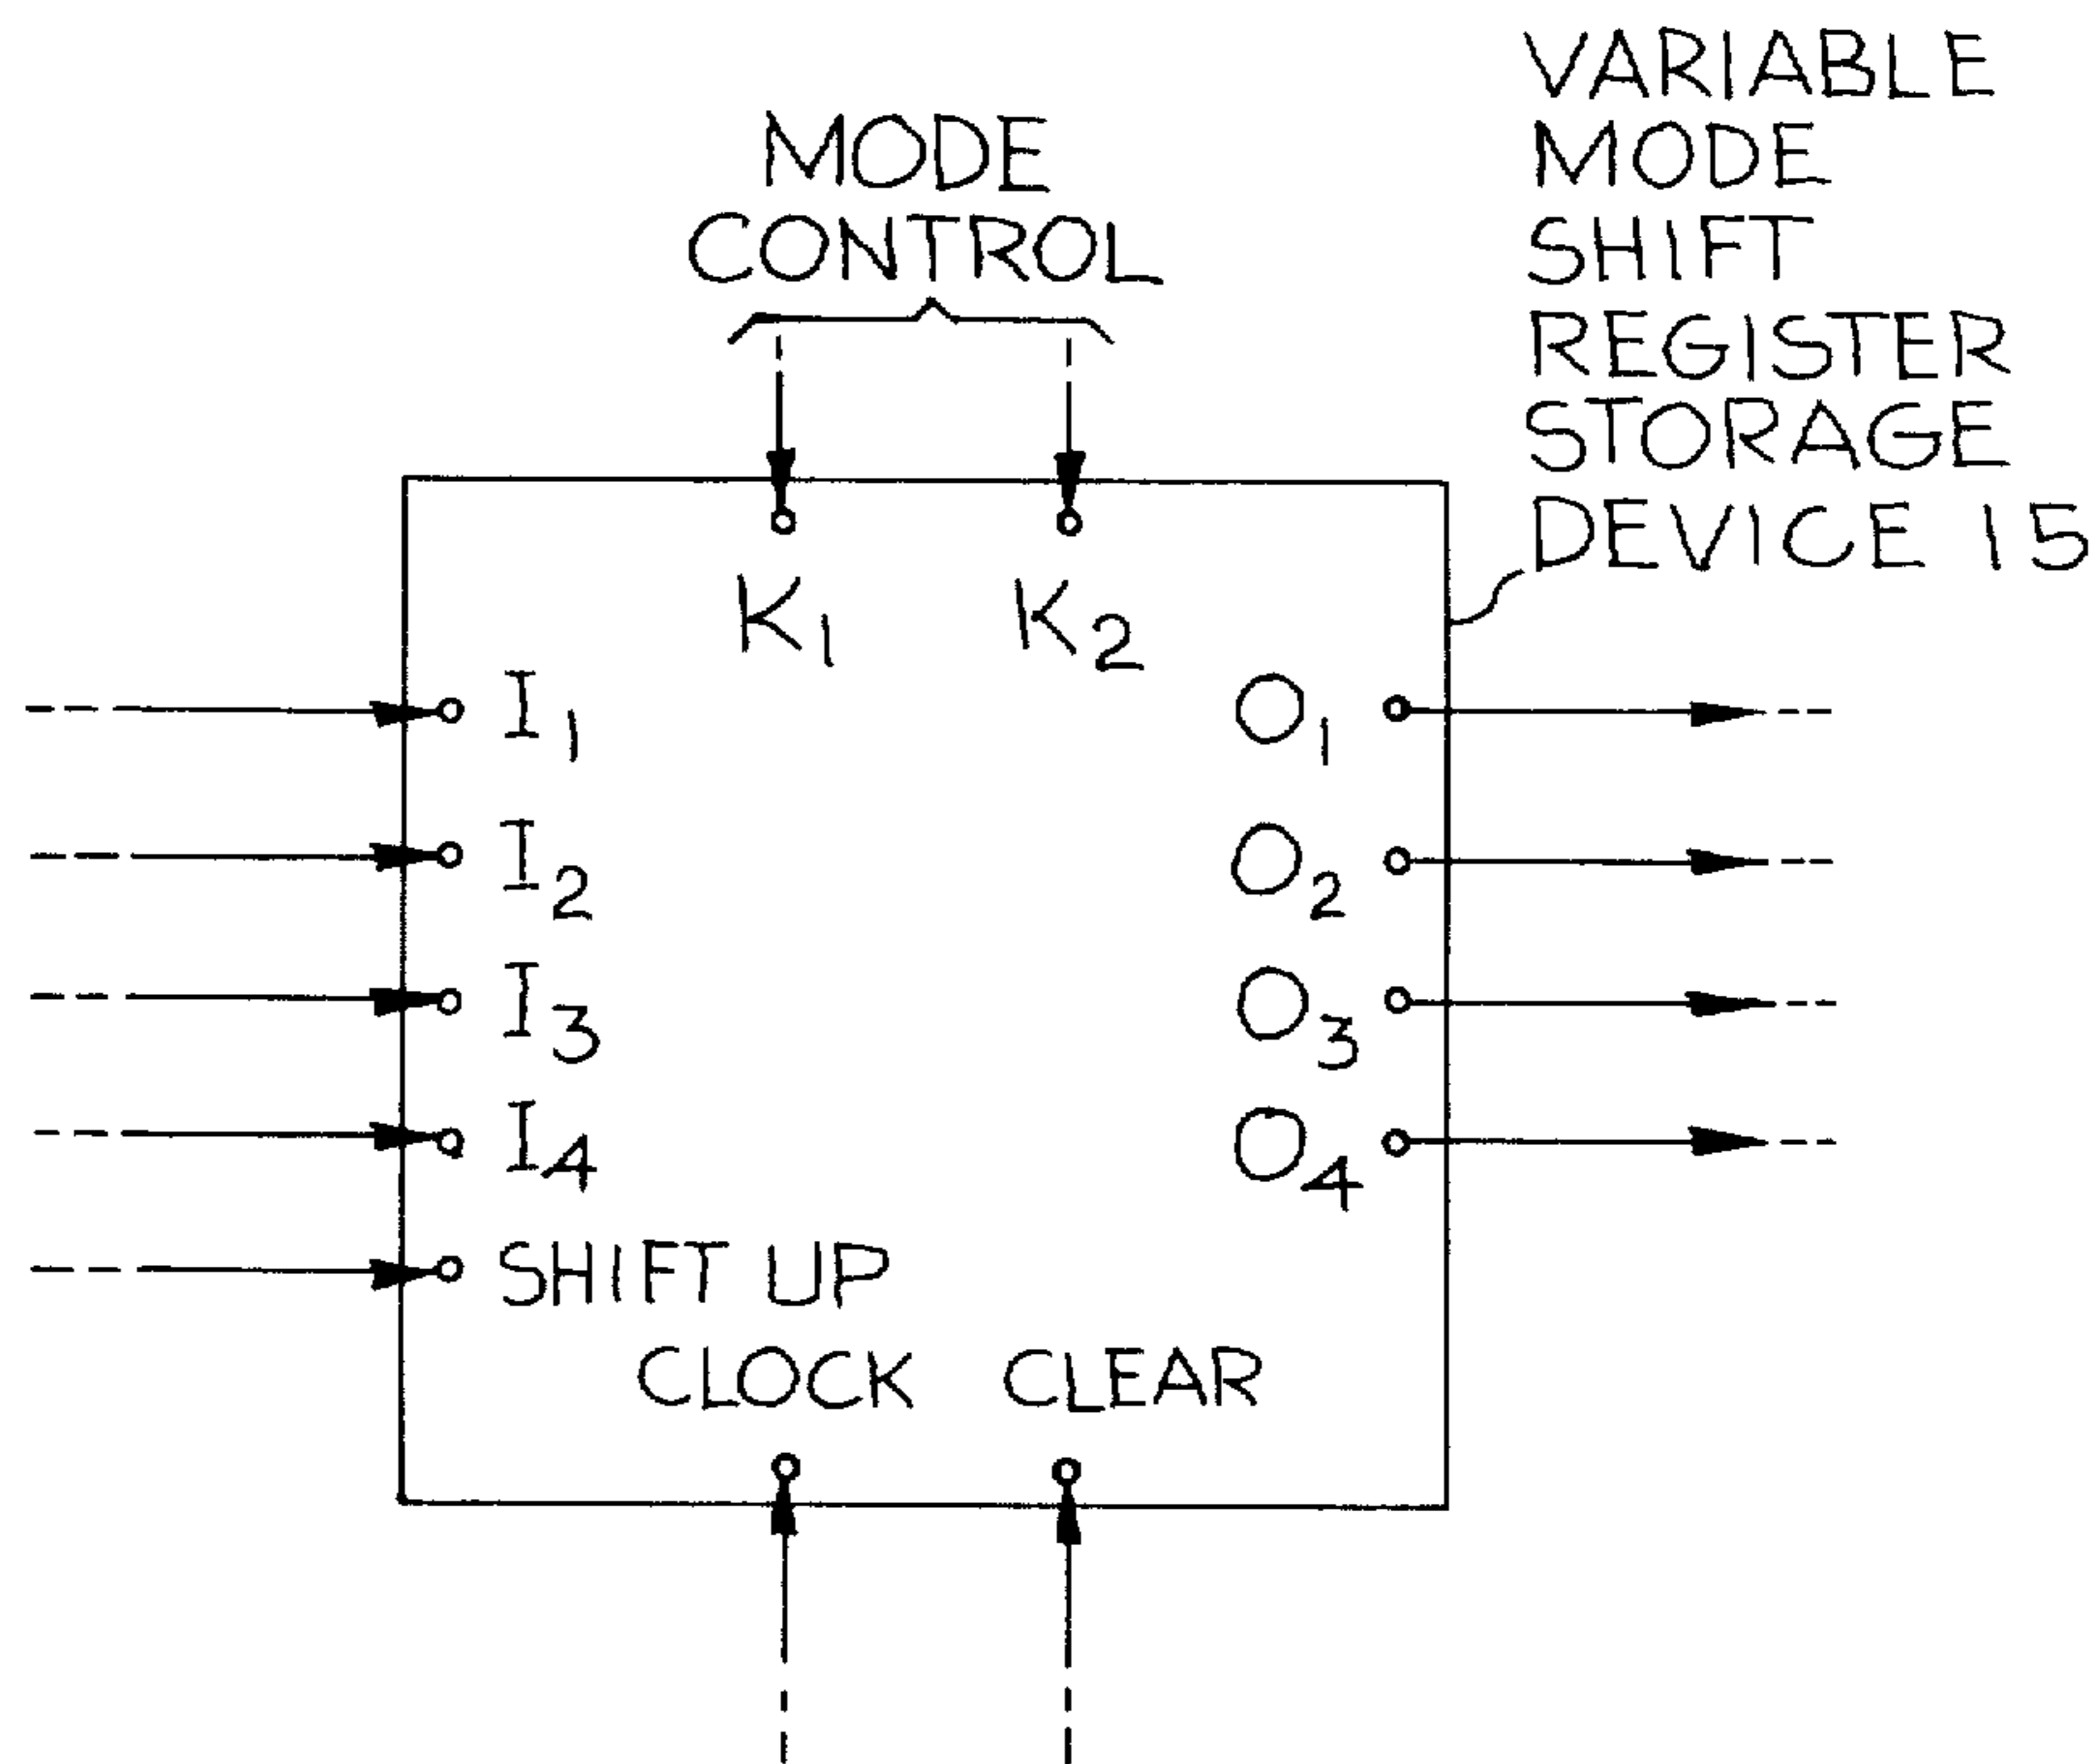 VARIABLE
MODE
SHIFT
REGISTER
STORAGE
DEVICE 15
MODE
CONTROL
K₁ K₂
I₁ O₁
I₂ O₂
I₃ O₃
I₄ O₄
SHIFT UP
CLOCK CLEAR